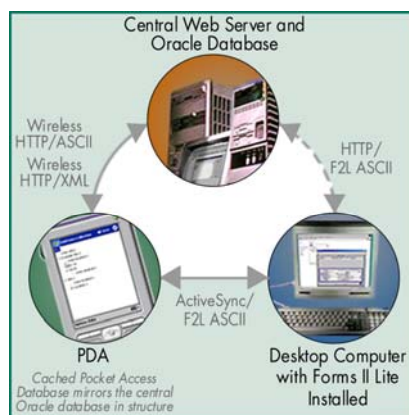 Central Web Server and
Oracle Database
Wireless
HTTP/ASCII
Wireless
HTTP/XML
HTTP/
F2L ASCII
ActiveSync/
F2L ASCII
PDA
Cached Pocket Access
Database mirrors the central
Oracle database in structure
Desktop Computer
with Forms II Lite
Installed